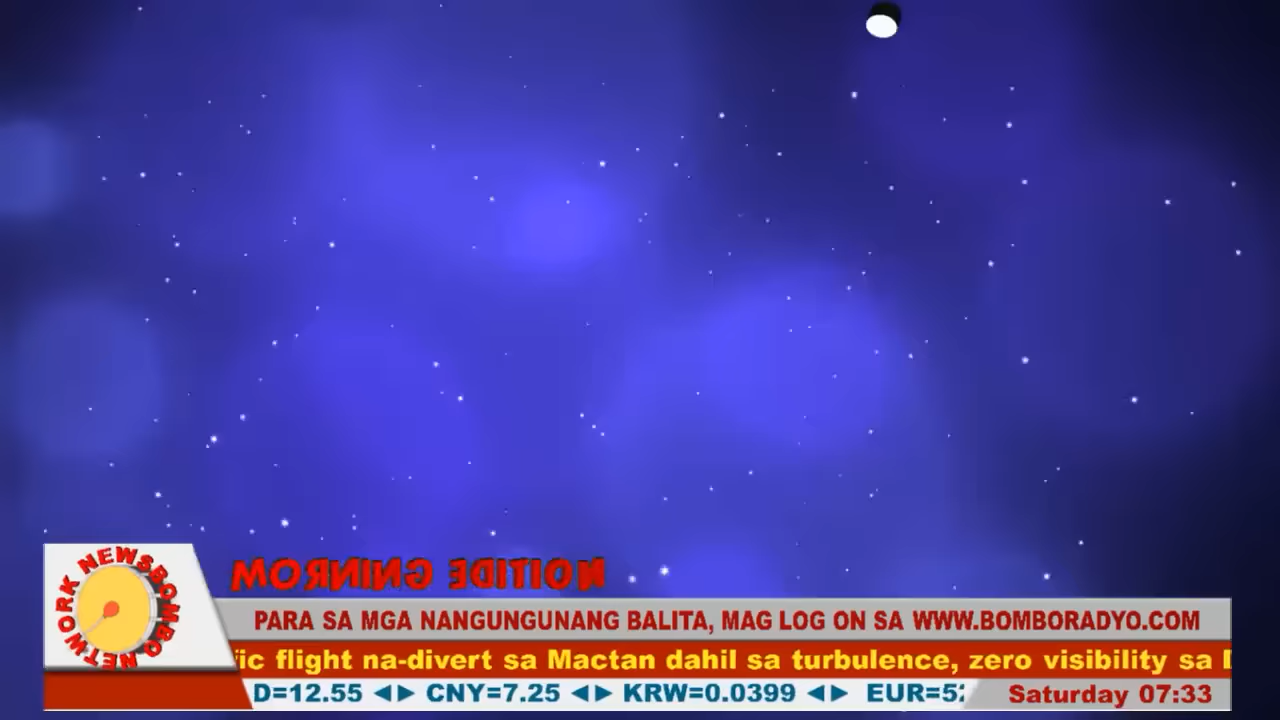 NETWORK NEWS BOMBO
MORNING EDITION
PARA SA MGA NANGUNGUNANG BALITA, MAG LOG ON SA WWW.BOMBORADYO.COM
flight na-divert sa Mactan dahil sa turbulence, zero visibility sa
D=12.55 ◄► CNY=7.25 ◄► KRW=0.0399 ◄► EUR=5
Saturday 07:33